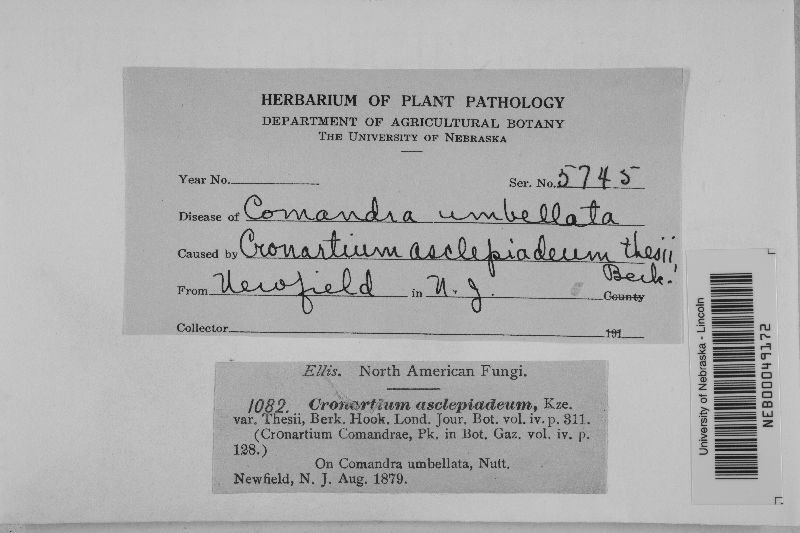 HERBARIUM OF PLANT PATHOLOGY
DEPARTMENT OF AGRICULTURAL BOTANY
THE UNIVERSITY OF NEBRASKA
Year No.
Ser. No. 5745
Disease of Comandra umbellata
Caused by Cronartium asclepiadeum thesii
Berk.
From Newfield in N. J. County
Collector 191
Ellis. North American Fungi.
1082. Cronartium asclepiadeum, Kze.
var. Thesii, Berk. Hook. Lond. Jour. Bot. vol. iv. p. 311.
(Cronartium Comandrae, Pk. in Bot. Gaz. vol. iv. p.
128.)
On Comandra umbellata, Nutt.
Newfield, N. J. Aug. 1879.
University of Nebraska - Lincoln
NEB00049172